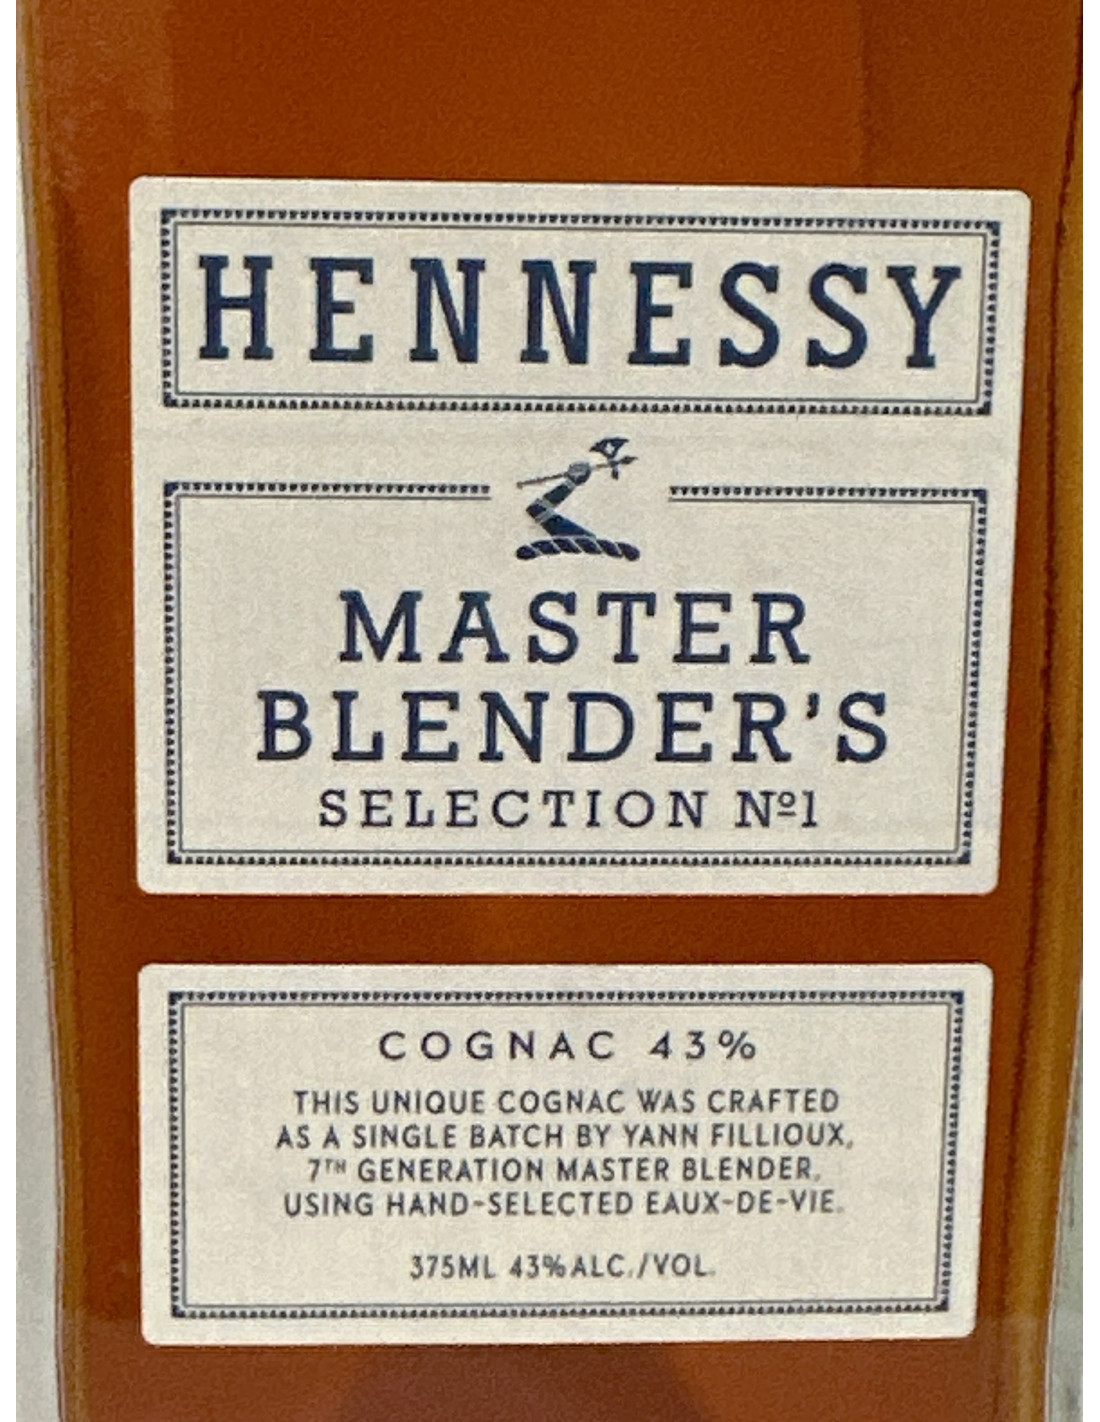 HENNESSY
MASTER
BLENDER'S
SELECTION Nº1
COGNAC 43%
THIS UNIQUE COGNAC WAS CRAFTED
AS A SINGLE BATCH BY YANN FILLIOUX,
7TH GENERATION MASTER BLENDER,
USING HAND-SELECTED EAUX-DE-VIE.
375ML 43%ALC./VOL.